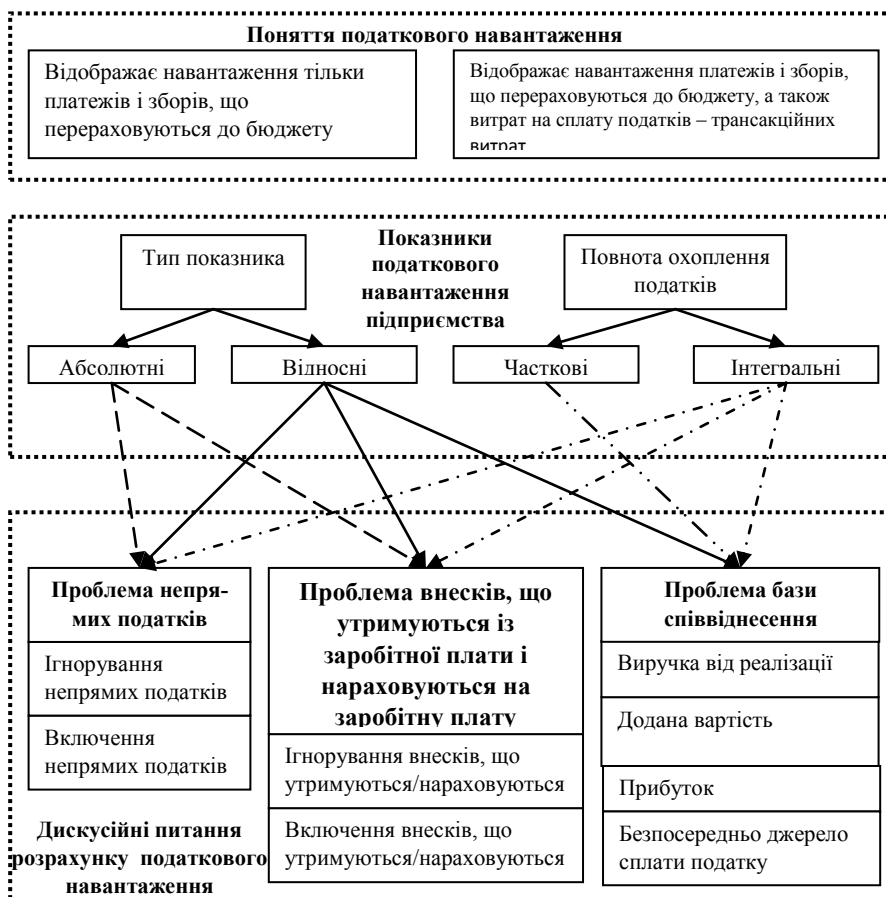 Поняття податкового навантаження
Відображає навантаження тільки
платежів і зборів, що
перераховуються до бюджету
Відображає навантаження платежів і зборів,
що перераховуються до бюджету, а також
витрат на сплату податків – трансакційних
витрат
Показники
податкового
навантаження
підприємства
Тип показника
Повнота охоплення
податків
Абсолютні
Відносні
Часткові
Інтегральні
Проблема непря-
мих податків
Ігнорування
непрямих податків
Включення
непрямих податків
Проблема внесків, що
утримуються із
заробітної плати і
нараховуються на
заробітну плату
Ігнорування внесків, що
утримуються/нараховуються
Включення внесків, що
утримуються/нараховуються
Проблема бази
співвіднесення
Виручка від реалізації
Додана вартість
Прибуток
Безпосередньо джерело
сплати податку
Дискусійні питання
розрахунку податкового
навантаження